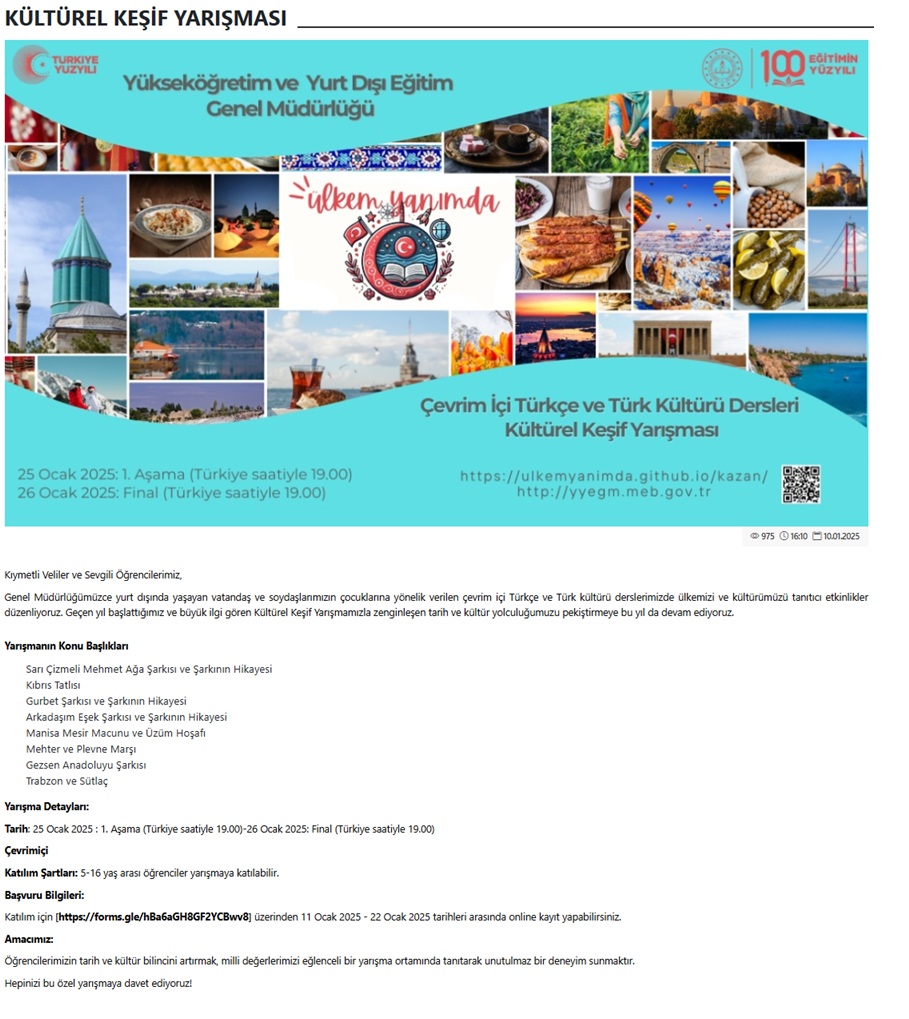 KÜLTÜREL KEŞİF YARIŞMASI
TÜRKİYE
YÜZYILI
Yükseköğretim ve Yurt Dışı Eğitim
Genel Müdürlüğü
100
EĞİTİMİN
YÜZYILI
ülkem yanımda
Çevrim İçi Türkçe ve Türk Kültürü Dersleri
Kültürel Keşif Yarışması
25 Ocak 2025: 1. Aşama (Türkiye saatiyle 19.00)
26 Ocak 2025: Final (Türkiye saatiyle 19.00)
https://ulkemyanimda.github.io/kazan/
http://yyegm.meb.gov.tr
975 16:10 10.01.2025
Kıymetli Veliler ve Sevgili Öğrencilerimiz,
Genel Müdürlüğümüzce yurt dışında yaşayan vatandaş ve soydaşlarımızın çocuklarına yönelik verilen çevrim içi Türkçe ve Türk kültürü derslerimizde ülkemizi ve kültürümüzü tanıtıcı etkinlikler
düzenliyoruz. Geçen yıl başlattığımız ve büyük ilgi gören Kültürel Keşif Yarışmamızla zenginleşen tarih ve kültür yolculuğumuzu pekiştirmeye bu yıl da devam ediyoruz.
Yarışmanın Konu Başlıkları
Sarı Çizmeli Mehmet Ağa Şarkısı ve Şarkının Hikayesi
Kıbrıs Tatlısı
Gurbet Şarkısı ve Şarkının Hikayesi
Arkadaşım Eşek Şarkısı ve Şarkının Hikayesi
Manisa Mesir Macunu ve Üzüm Hoşafı
Mehter ve Plevne Marşı
Gezsen Anadoluyu Şarkısı
Trabzon ve Sütlaç
Yarışma Detayları:
Tarih: 25 Ocak 2025 : 1. Aşama (Türkiye saatiyle 19.00)-26 Ocak 2025: Final (Türkiye saatiyle 19.00)
Çevrimiçi
Katılım Şartları: 5-16 yaş arası öğrenciler yarışmaya katılabilir.
Başvuru Bilgileri:
Katılım için [https://forms.gle/hBa6aGH8GF2YCBwv8] üzerinden 11 Ocak 2025 - 22 Ocak 2025 tarihleri arasında online kayıt yapabilirsiniz.
Amacımız:
Öğrencilerimizin tarih ve kültür bilincini artırmak, milli değerlerimizi eğlenceli bir yarışma ortamında tanıtarak unutulmaz bir deneyim sunmaktır.
Hepinizi bu özel yarışmaya davet ediyoruz!